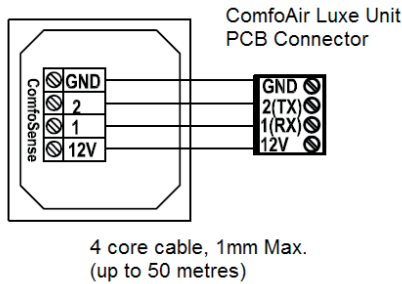 ComfoAir Luxe Unit
PCB Connector
ComfoSense
GND
2
1
12V
GND
2(TX)
1(RX)
12V
4 core cable, 1mm Max.
(up to 50 metres)